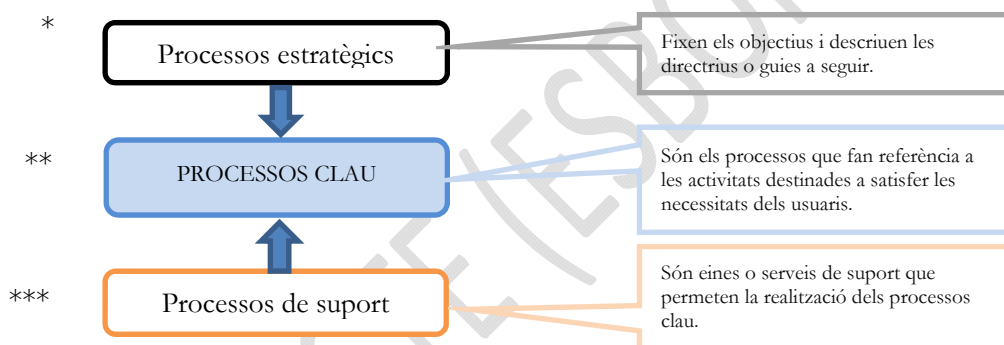 *
Processos estratègics
Fixen els objectius i descriuen les
directrius o guies a seguir.
**
PROCESSOS CLAU
Són els processos que fan referència a
les activitats destinades a satisfer les
necessitats dels usuaris.
***
Processos de suport
Són eines o serveis de suport que
permeten la realització dels processos
clau.